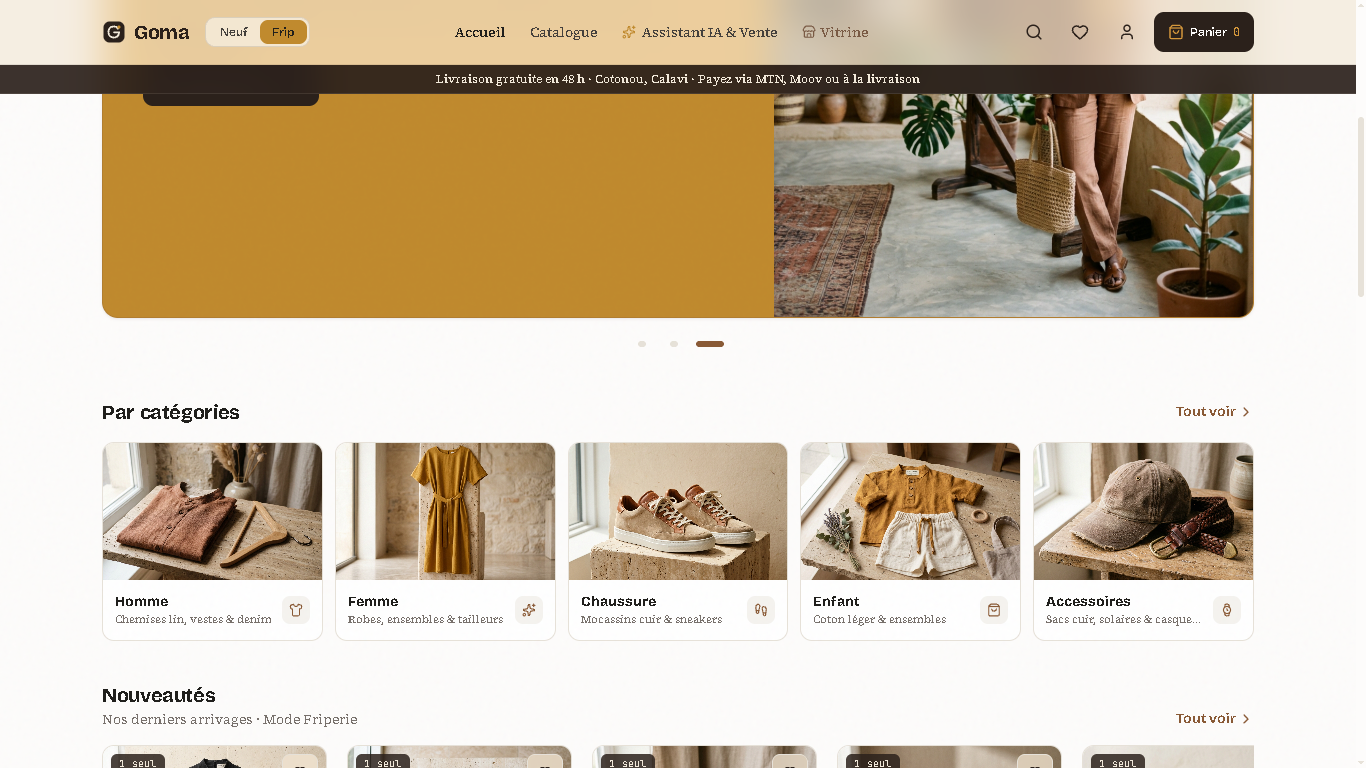 Goma
Neuf
Frip
Accueil
Catalogue
Assistant IA & Vente
Vitrine
Panier 0
Livraison gratuite en 48 h · Cotonou, Calavi · Payez via MTN, Moov ou à la livraison
Par catégories
Tout voir
Homme
Chemises lin, vestes & denim
Femme
Robes, ensembles & tailleurs
Chaussure
Mocassins cuir & sneakers
Enfant
Coton léger & ensembles
Accessoires
Sacs cuir, solaires & casque...
Nouveautés
Nos derniers arrivages · Mode Friperie
Tout voir
1 seul
1 seul
1 seul
1 seul
1 seul